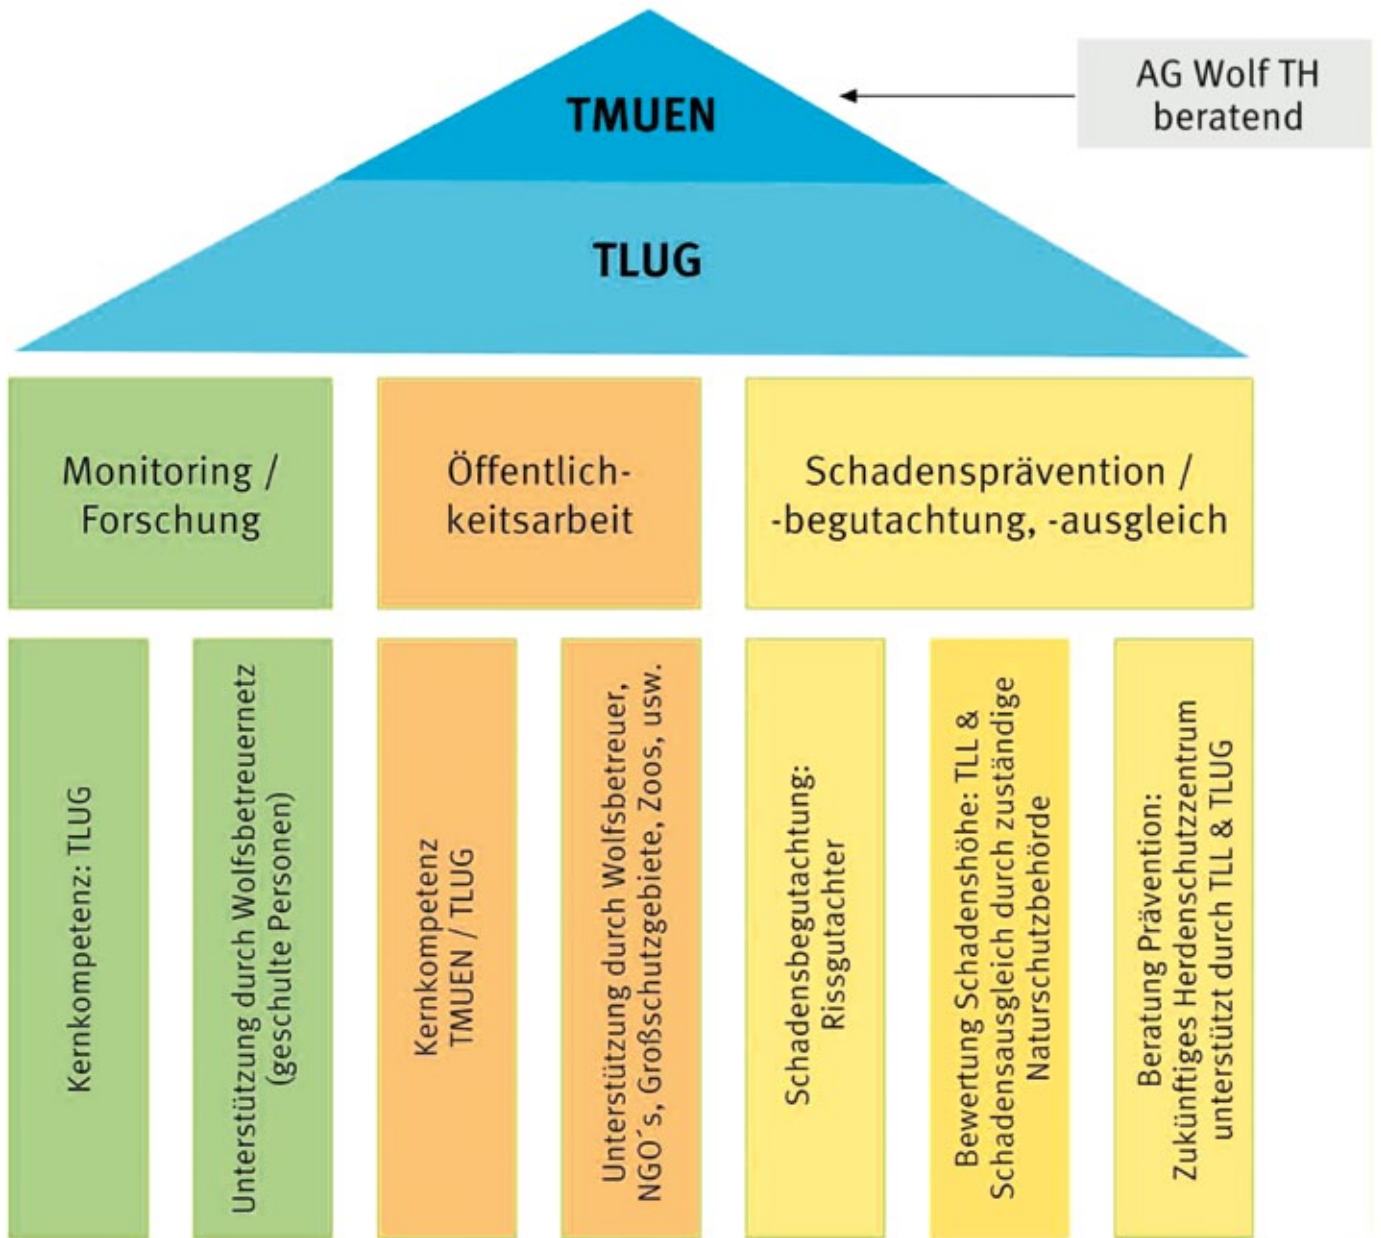 TMUEN
AG Wolf TH
beratend
TLUG
Monitoring /
Forschung
Öffentlich-
keitsarbeit
Schadensprävention /
-begutachtung, -ausgleich
Kernkompetenz: TLUG
Unterstützung durch Wolfsbetreuernetz
(geschulte Personen)
Kernkompetenz
TMUEN / TLUG
Unterstützung durch Wolfsbetreuer,
NGO´s, Großschutzgebiete, Zoos, usw.
Schadensbegutachtung:
Rissgutachter
Bewertung Schadenshöhe: TLL &
Schadensausgleich durch zuständige
Naturschutzbehörde
Beratung Prävention:
Zukünftiges Herdenschutzzentrum
unterstützt durch TLL & TLUG